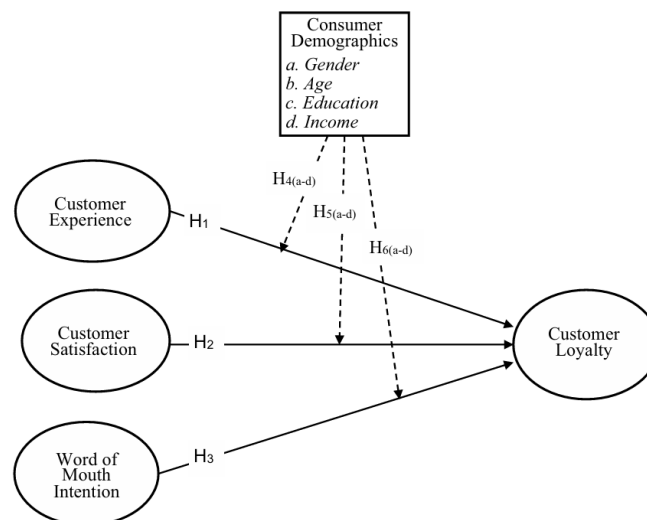 Consumer
Demographics
a. Gender
b. Age
c. Education
d. Income
H4(a-d)
H5(a-d)
H6(a-d)
Customer
Experience
H1
Customer
Satisfaction
H2
Customer
Loyalty
Word of
Mouth
Intention
H3